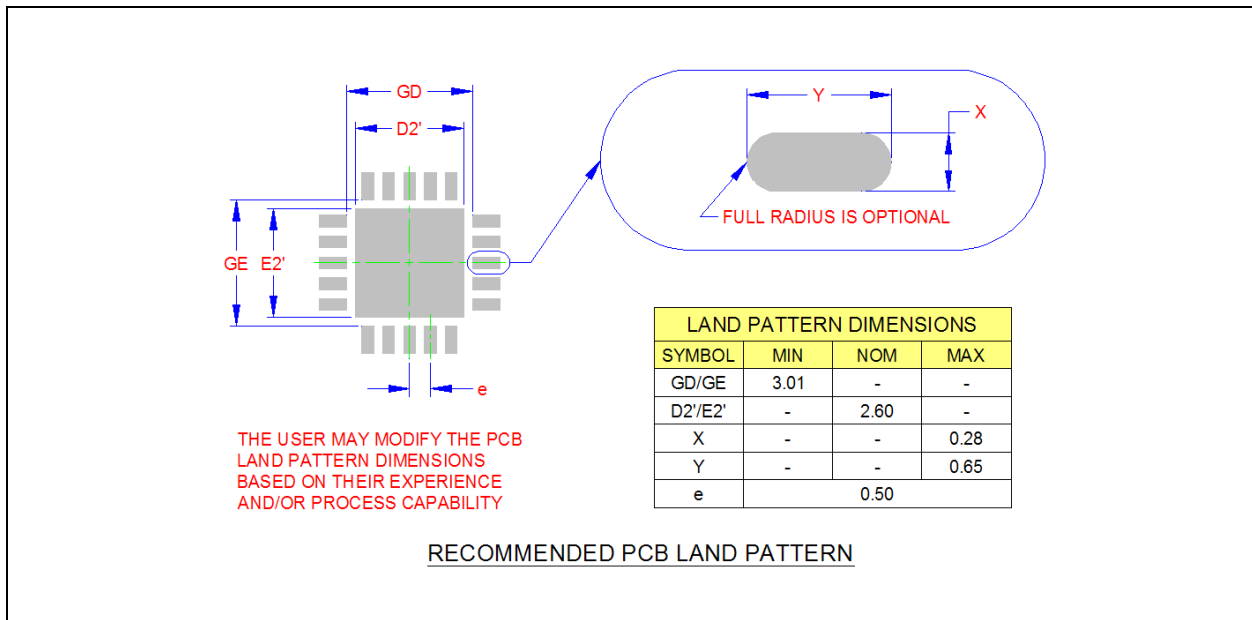 GD
D2'
GE
E2'
e
Y
X
FULL RADIUS IS OPTIONAL
THE USER MAY MODIFY THE PCB
LAND PATTERN DIMENSIONS
BASED ON THEIR EXPERIENCE
AND/OR PROCESS CAPABILITY
LAND PATTERN DIMENSIONS
SYMBOL MIN NOM MAX
GD/GE 3.01 - -
D2'/E2' - 2.60 -
X - - 0.28
Y - - 0.65
e 0.50
RECOMMENDED PCB LAND PATTERN